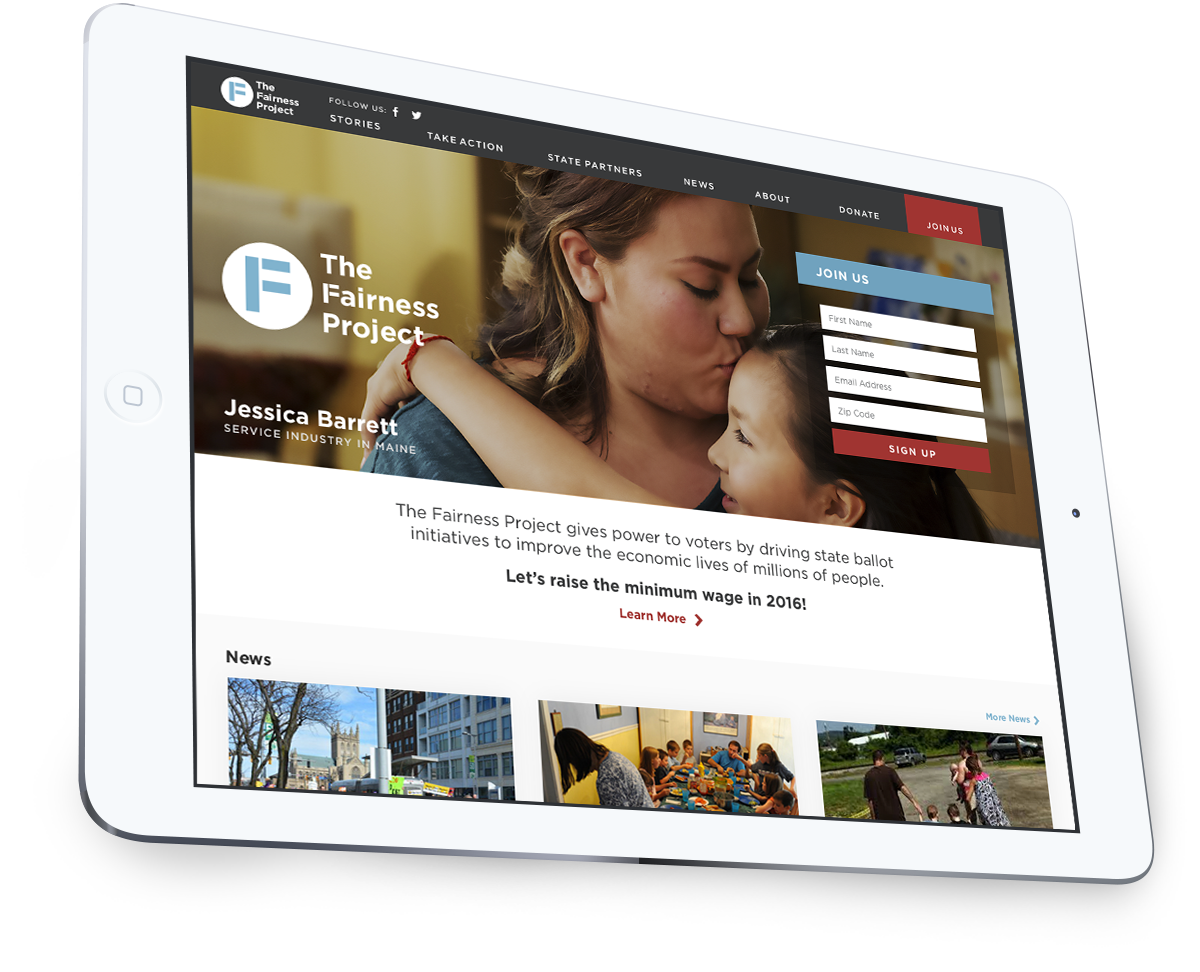 The
Fairness
Project
FOLLOW US:
STORIES
TAKE ACTION
STATE PARTNERS
NEWS
ABOUT
DONATE
JOIN US
The
Fairness
Project
Jessica Barrett
SERVICE INDUSTRY IN MAINE
JOIN US
First Name
Last Name
Email Address
Zip Code
SIGN UP
The Fairness Project gives power to voters by driving state ballot
initiatives to improve the economic lives of millions of people.
Let's raise the minimum wage in 2016!
Learn More
News
More News